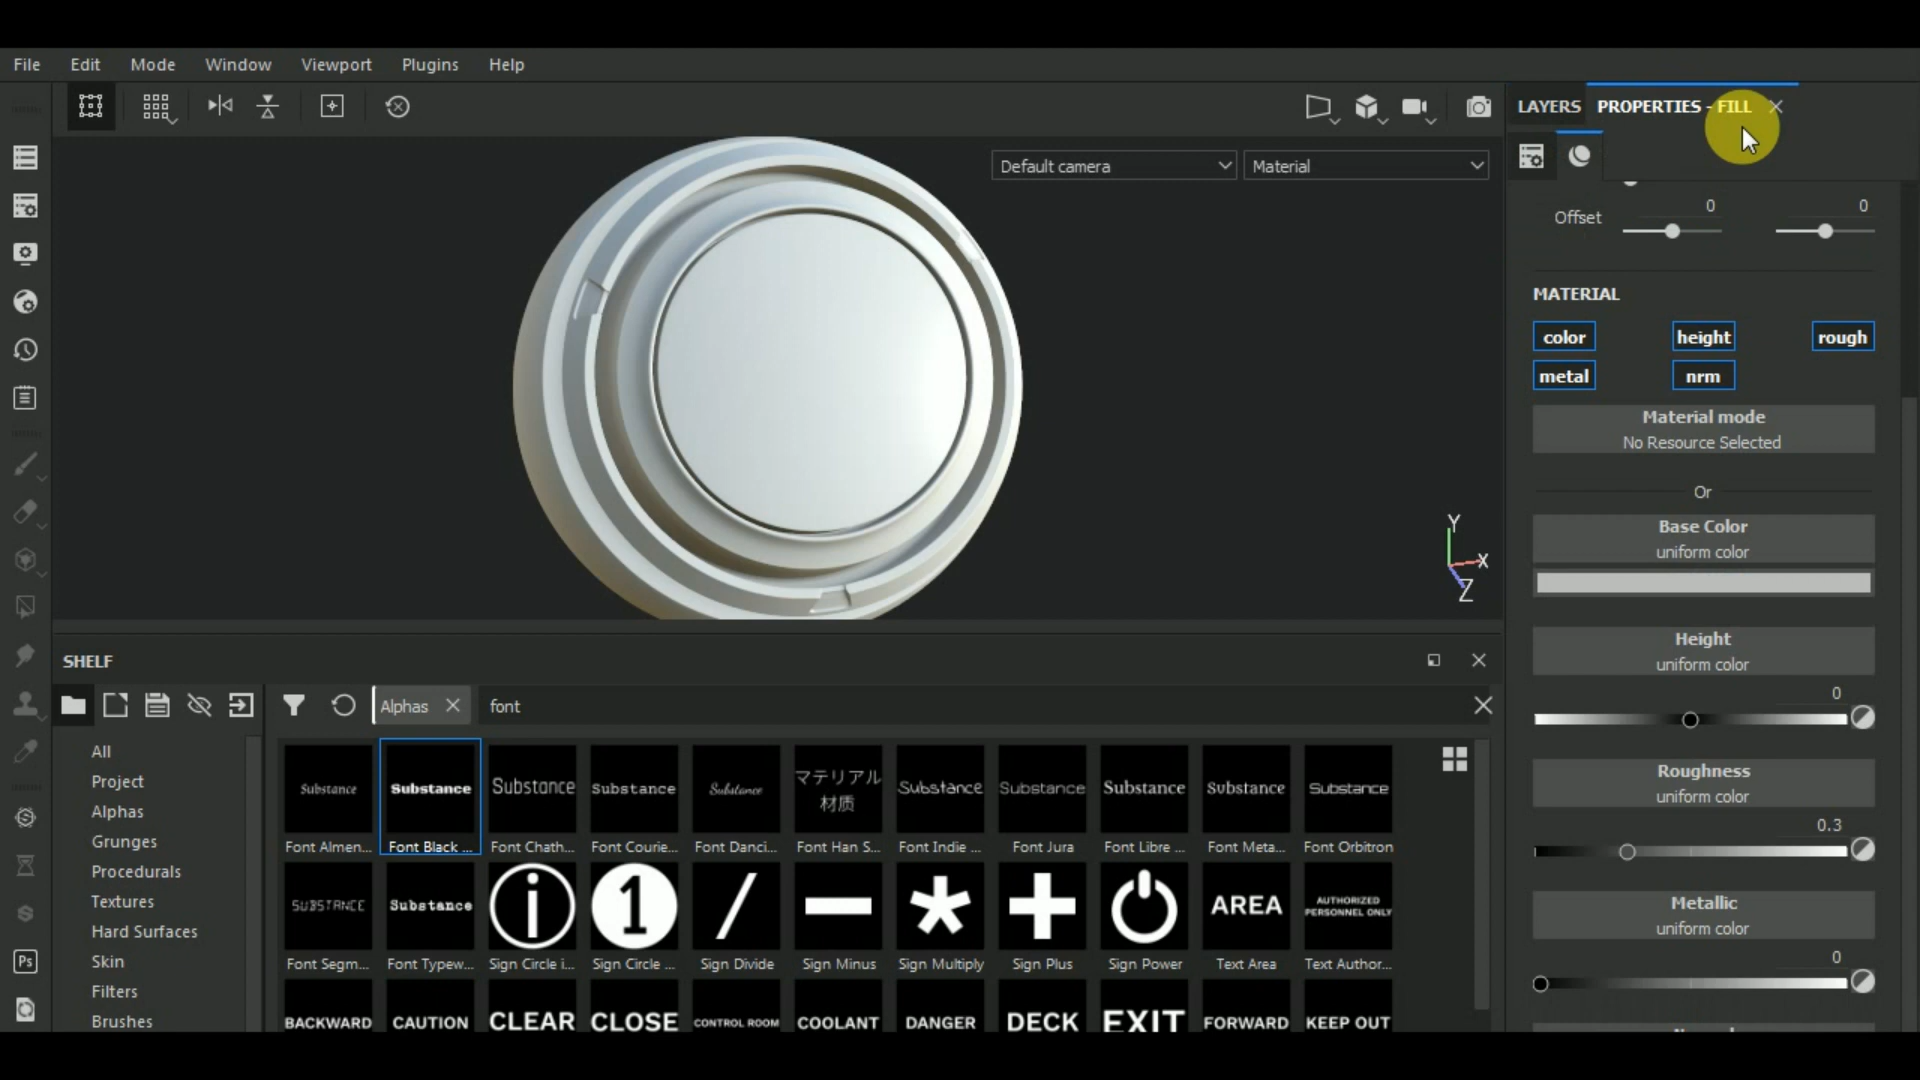 File Edit Mode Window Viewport Plugins Help
LAYERS PROPERTIES - FILL
Default camera Material
0 0
Offset
MATERIAL
color height rough
metal nrm
Material mode
No Resource Selected
Or
Base Color
uniform color
Y
X
Z
Height
uniform color
0
Roughness
uniform color
0.3
Metallic
uniform color
0
SHELF
Alphas font
All
Project
Alphas
Grunges
Procedurals
Textures
Hard Surfaces
Skin
Filters
Brushes
Ps
Substance Substance Substance Substance Substance マテリアル Substance Substance Substance Substance Substance
材质
Font Almen... Font Black ... Font Chath... Font Courie... Font Danci... Font Han S... Font Indie ... Font Jura Font Libre ... Font Meta... Font Orbitron
SUBSTANCE Substance i 1 / AREA AUTHORIZED
PERSONNEL ONLY
Font Segm... Font Typew... Sign Circle i... Sign Circle ... Sign Divide Sign Minus Sign Multiply Sign Plus Sign Power Text Area Text Author...
BACKWARD CAUTION CLEAR CLOSE CONTROL ROOM COOLANT DANGER DECK EXIT FORWARD KEEP OUT